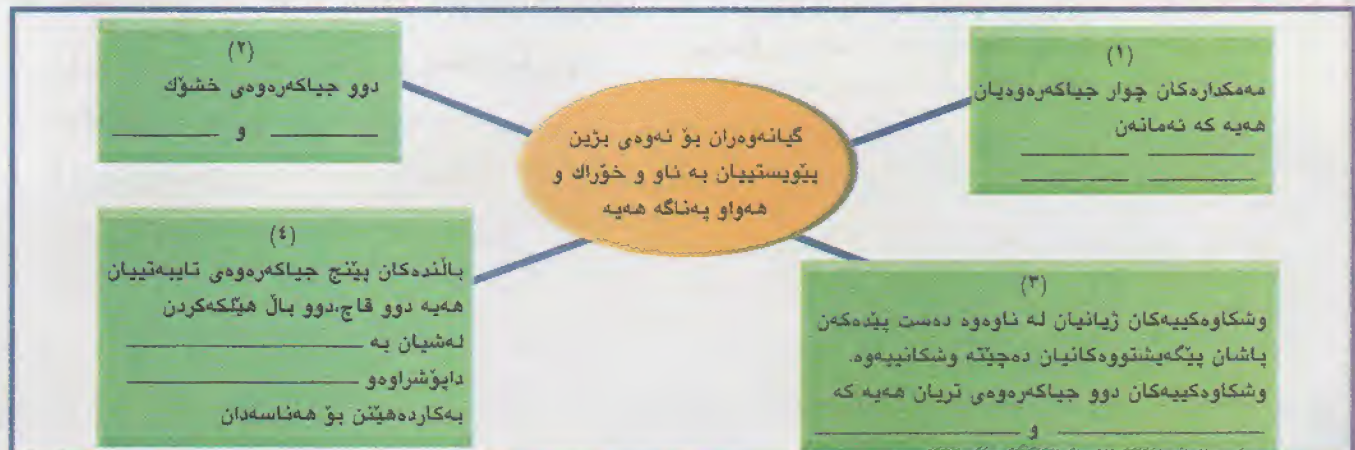 گیانەوەران بۆ ئەوەی بژین
پێویستییان بە ئاو و خۆراك و
هەواو پەناگە هەیە
(١)
مەمکدارەکان چوار جیاکەرەوەیان
هەیە کە ئەمانەن
(٢)
دوو جیاکەرەوەی خشۆك
و
(٣)
وشکاوەکییەکان ژیانیان لە ئاوەوە دەست پێدەکەن
پاشان پێگەیشتووەکانیان دەچێتە وشکانییەوە.
وشکاوەکییەکان دوو جیاکەرەوەی تریان هەیە کە
و
(٤)
باڵندەکان پێنج جیاکەرەوەی تایبەتییان
هەیە دوو قاچ،دوو باڵ هێلکەکردن
لەشیان بە
داپۆشراوەو
بەکاردەهێنن بۆ هەناسەدان